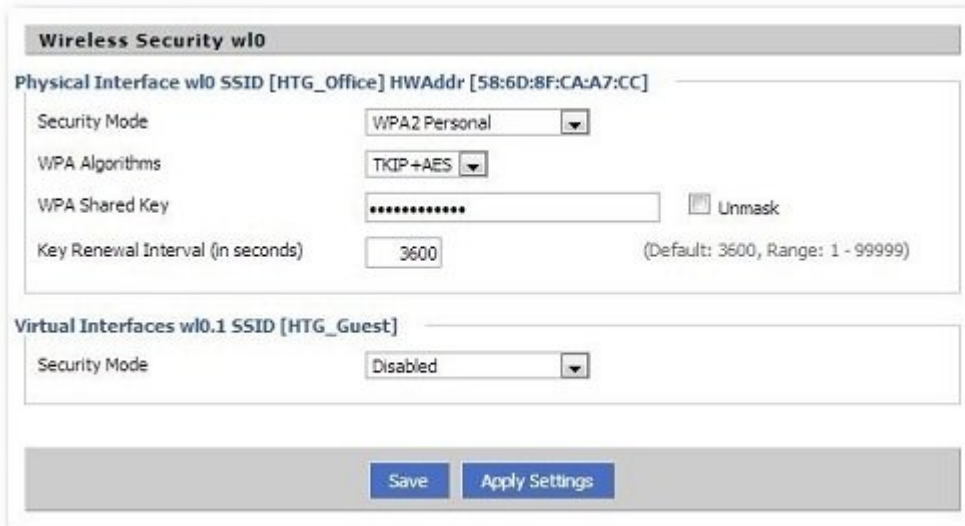 Wireless Security wl0
Physical Interface wl0 SSID [HTG_Office] HWAddr [58:6D:8F:CA:A7:CC]
Security Mode WPA2 Personal
WPA Algorithms TKIP+AES
WPA Shared Key •••••••••••• Unmask
Key Renewal Interval (in seconds) 3600 (Default: 3600, Range: 1 - 99999)
Virtual Interfaces wl0.1 SSID [HTG_Guest]
Security Mode Disabled
Save Apply Settings